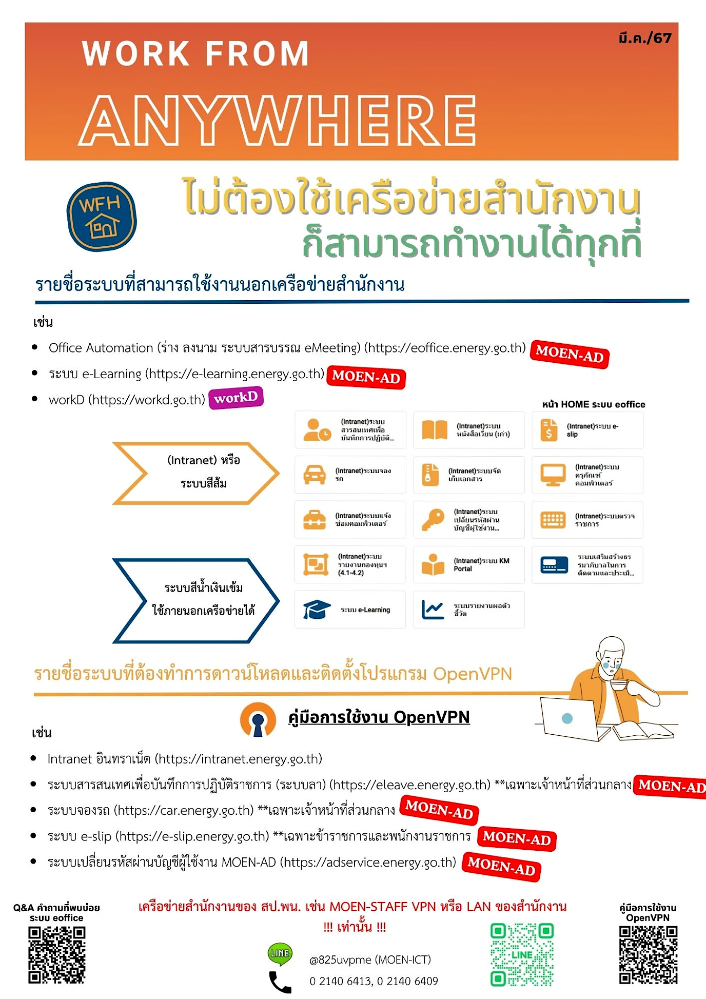 มี.ค./67
WORK FROM
ANYWHERE
WFH
ไม่ต้องใช้เครือข่ายสำนักงาน
ก็สามารถทำงานได้ทุกที่
รายชื่อระบบที่สามารถใช้งานนอกเครือข่ายสำนักงาน
เช่น
• Office Automation (ร่าง ลงนาม ระบบสารบรรณ eMeeting) (https://eoffice.energy.go.th) MOEN-AD
• ระบบ e-Learning (https://e-learning.energy.go.th) MOEN-AD
• workD (https://workd.go.th) workD
หน้า HOME ระบบ eoffice
(Intranet) หรือ
ระบบสีส้ม
(Intranet)ระบบ
สารสนเทศเพื่อ
บันทึกการปฏิบัติ...
(Intranet)ระบบ
หนังสือเวียน (เก่า)
(Intranet)ระบบ e-
slip
(Intranet)ระบบจอง
รถ
(Intranet)ระบบจัด
เก็บเอกสาร
(Intranet)ระบบ
ครุภัณฑ์
คอมพิวเตอร์
(Intranet)ระบบแจ้ง
ซ่อมคอมพิวเตอร์
(Intranet)ระบบ
เปลี่ยนรหัสผ่าน
บัญชีผู้ใช้งาน...
(Intranet)ระบบตรวจ
ราชการ
(Intranet)ระบบ
รายงานกองทุนฯ
(4.1-4.2)
(Intranet)ระบบ KM
Portal
ระบบเสริมสร้างธร
รมาภิบาลในการ
ติดตามและประเมิ...
ระบบ e-Learning
ระบบรายงานผลตัว
ชี้วัด
ระบบสีน้ำเงินเข้ม
ใช้ภายนอกเครือข่ายได้
รายชื่อระบบที่ต้องทำการดาวน์โหลดและติดตั้งโปรแกรม OpenVPN
คู่มือการใช้งาน OpenVPN
เช่น
• Intranet อินทราเน็ต (https://intranet.energy.go.th)
• ระบบสารสนเทศเพื่อบันทึกการปฏิบัติราชการ (ระบบลา) (https://eleave.energy.go.th) **เฉพาะเจ้าหน้าที่ส่วนกลาง MOEN-AD
• ระบบจองรถ (https://car.energy.go.th) **เฉพาะเจ้าหน้าที่ส่วนกลาง MOEN-AD
• ระบบ e-slip (https://e-slip.energy.go.th) **เฉพาะข้าราชการและพนักงานราชการ MOEN-AD
• ระบบเปลี่ยนรหัสผ่านบัญชีผู้ใช้งาน MOEN-AD (https://adservice.energy.go.th) MOEN-AD
Q&A คำถามที่พบบ่อย
ระบบ eoffice
เครือข่ายสำนักงานของ สป.พน. เช่น MOEN-STAFF VPN หรือ LAN ของสำนักงาน
!!! เท่านั้น !!!
LINE
@825uvpme (MOEN-ICT)
0 2140 6413, 0 2140 6409
LINE
คู่มือการใช้งาน
OpenVPN